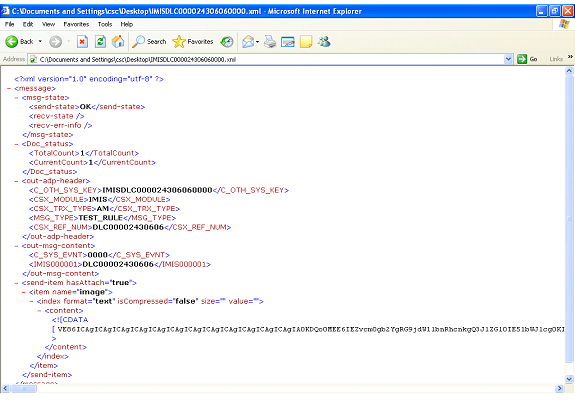 C:\Documents and Settings\csc\Desktop\IMISDLC000024306060000.xml - Microsoft Internet Explorer
File Edit View Favorites Tools Help
Back Search Favorites
Address C:\Documents and Settings\csc\Desktop\IMISDLC000024306060000.xml Go Links »
<?xml version="1.0" encoding="utf-8" ?>
- <message>
- <msg-state>
<send-state>OK</send-state>
<recv-state />
<recv-err-info />
</msg-state>
- <Doc_status>
<TotalCount>1</TotalCount>
<CurrentCount>1</CurrentCount>
</Doc_status>
- <out-adp-header>
<C_OTH_SYS_KEY>IMISDLC000024306060000</C_OTH_SYS_KEY>
<CSX_MODULE>IMIS</CSX_MODULE>
<CSX_TRX_TYPE>AM</CSX_TRX_TYPE>
<MSG_TYPE>TEST_RULE</MSG_TYPE>
<CSX_REF_NUM>DLC00002430606</CSX_REF_NUM>
</out-adp-header>
- <out-msg-content>
<C_SYS_EVNT>0000</C_SYS_EVNT>
<IMIS000001>DLC00002430606</IMIS000001>
</out-msg-content>
- <send-item hasAttach="true">
- <item name="image">
- <index format="text" isCompressed="false" size="" value="">
- <content>
<![CDATA
[
>
</content>
</index>
</item>
</send-item>
</message>